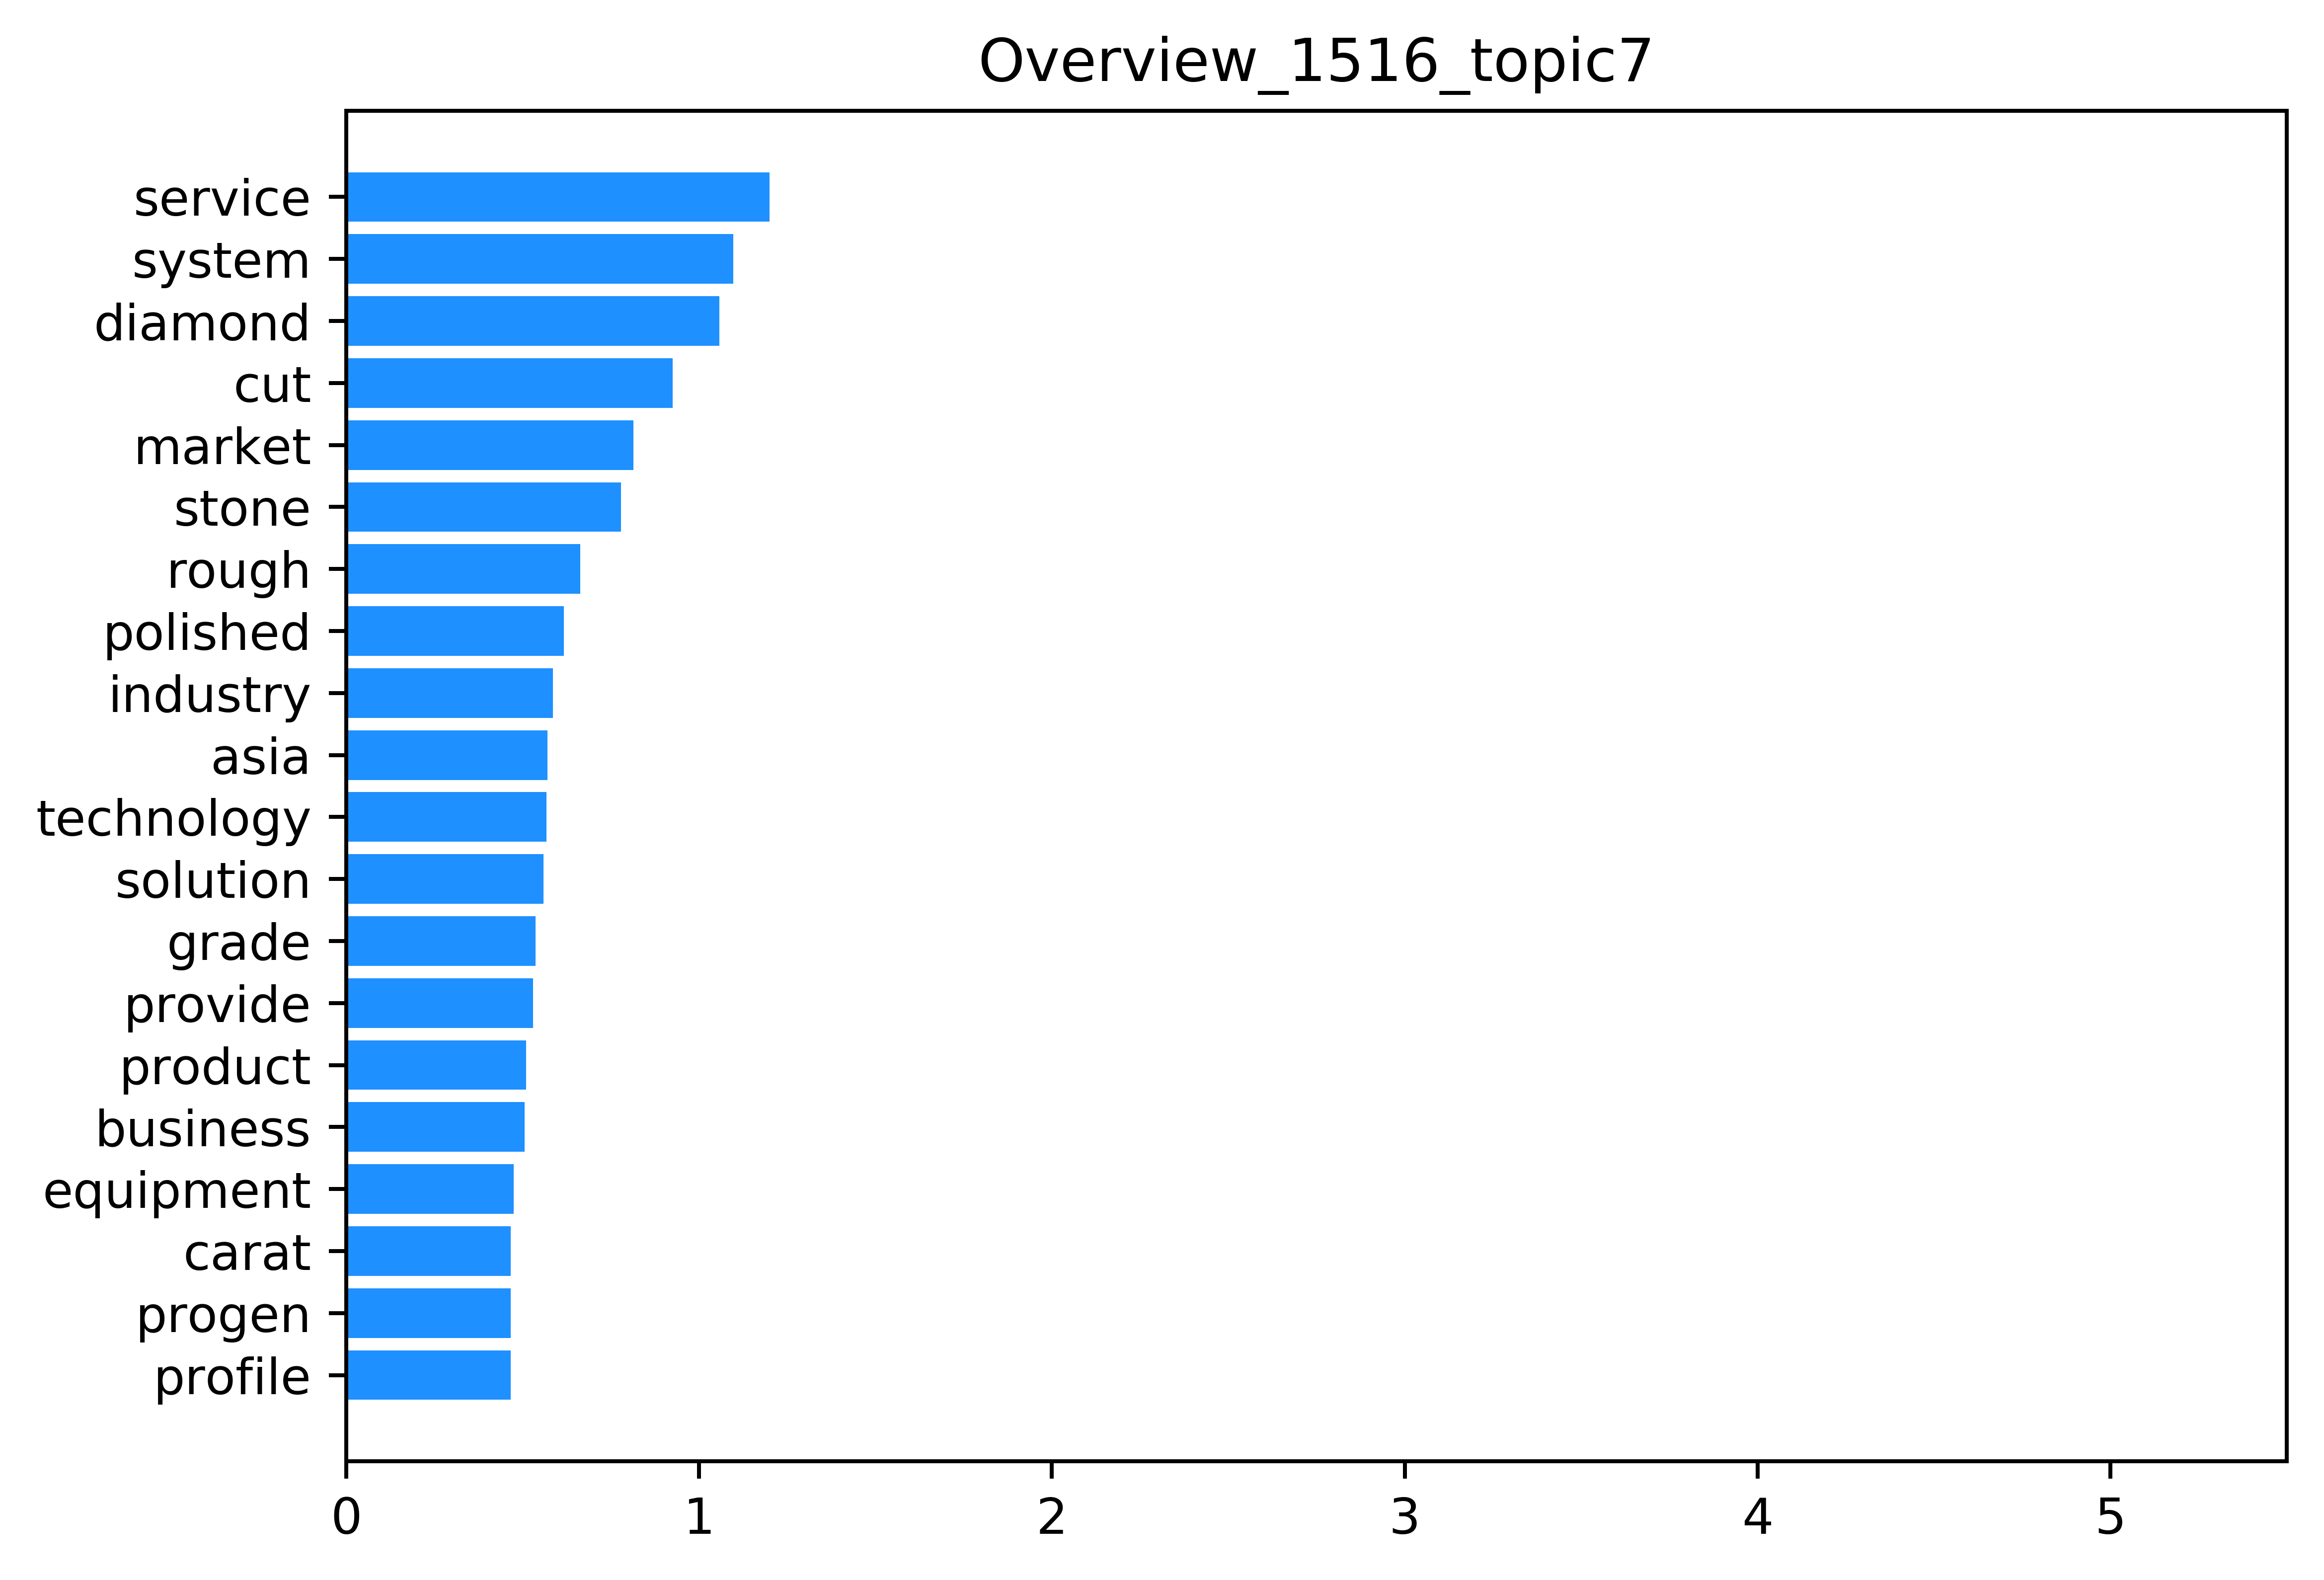 Overview_1516_topic7
service
system
diamond
cut
market
stone
rough
polished
industry
asia
technology
solution
grade
provide
product
business
equipment
carat
progen
profile
0 1 2 3 4 5